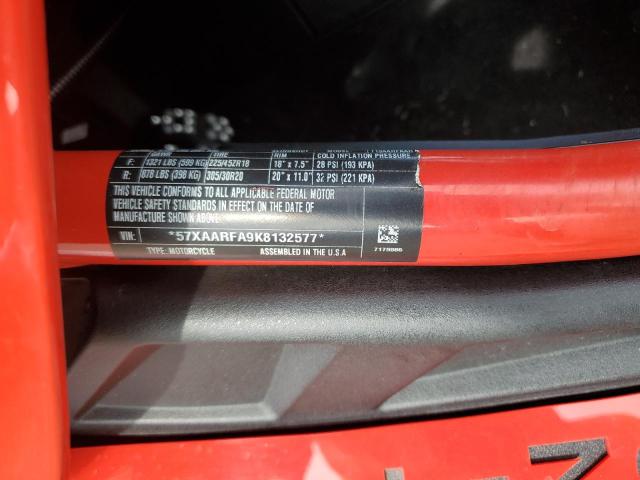 GAWR TIRE RIM COLD INFLATION PRESSURE
F: 1321 LBS (599 KG) 225/45ZR18 18" x 7.5" 28 PSI (193 KPA)
R: 878 LBS (398 KG) 305/30R20 20" x 11.0" 32 PSI (221 KPA)
THIS VEHICLE CONFORMS TO ALL APPLICABLE FEDERAL MOTOR
VEHICLE SAFETY STANDARDS IN EFFECT ON THE DATE OF
MANUFACTURE SHOWN ABOVE.
VIN: *57XAARFA9K8132577*
TYPE: MOTORCYCLE ASSEMBLED IN THE U.S.A
7179086